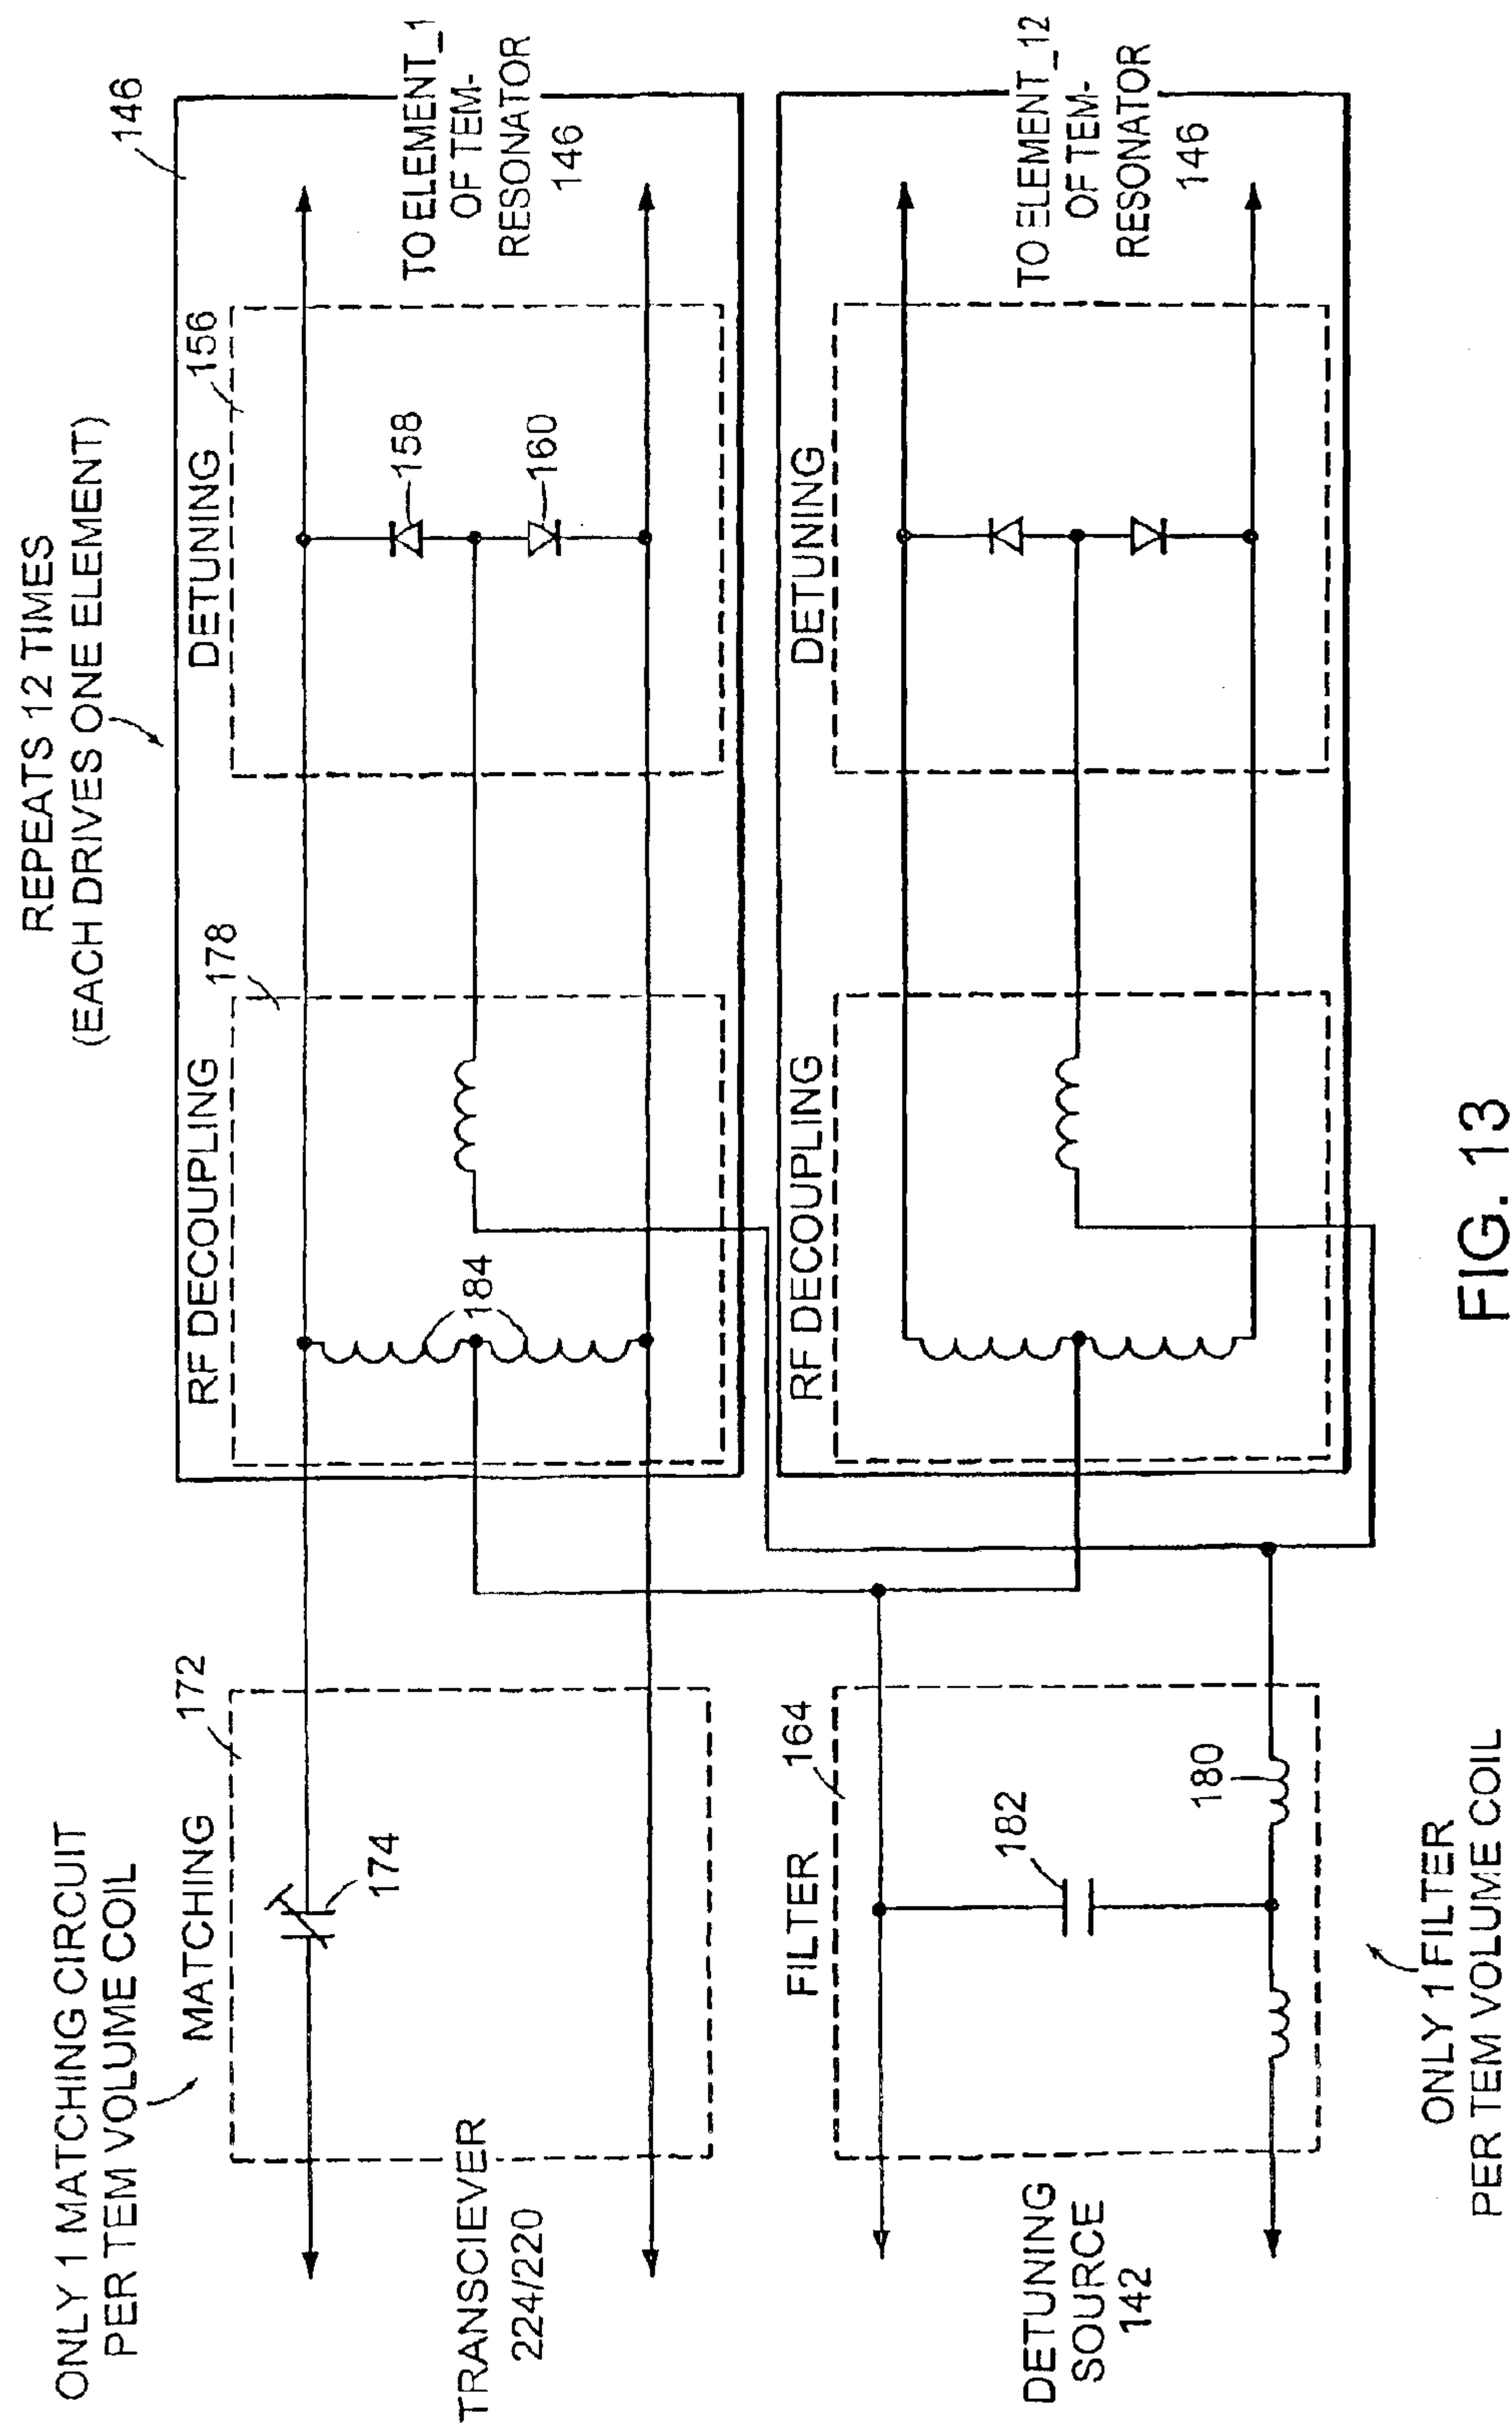 REPEATS 12 TIMES
(EACH DRIVES ONE ELEMENT)
ONLY 1 MATCHING CIRCUIT
PER TEM VOLUME COIL
MATCHING
172
174
TRANSCIEVER
224/220
RF DECOUPLING
178
184
DETUNING
156
158
160
146
TO ELEMENT_1
OF TEM-
RESONATOR
146
FILTER
164
182
180
DETUNING
SOURCE
142
ONLY 1 FILTER
PER TEM VOLUME COIL
RF DECOUPLING
DETUNING
TO ELEMENT_12
OF TEM-
RESONATOR
146
FIG. 13